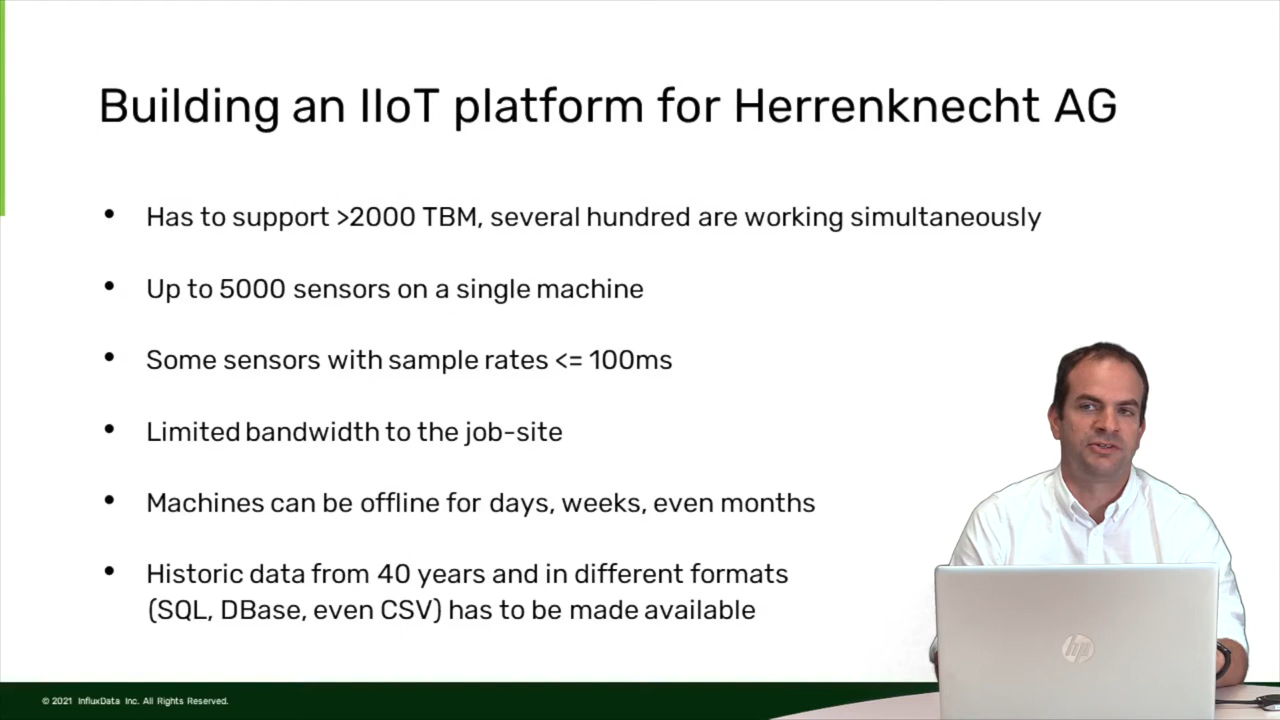 Building an IIoT platform for Herrenknecht AG
• Has to support >2000 TBM, several hundred are working simultaneously
• Up to 5000 sensors on a single machine
• Some sensors with sample rates <= 100ms
• Limited bandwidth to the job-site
• Machines can be offline for days, weeks, even months
• Historic data from 40 years and in different formats
(SQL, DBase, even CSV) has to be made available
hp
© 2021 InfluxData Inc. All Rights Reserved.